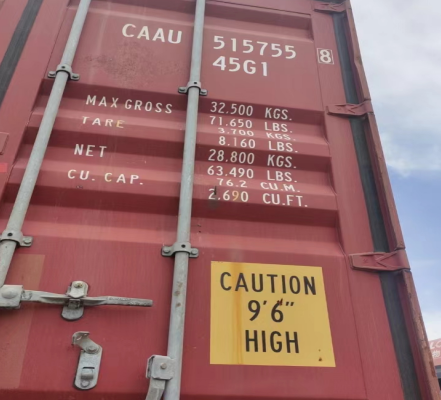 CAAU 515755 8
45G1
MAX GROSS 32.500 KGS.
71.650 LBS.
TARE 3.700 KGS.
8.160 LBS.
NET 28.800 KGS.
63.490 LBS.
CU. CAP. 76.2 CU.M.
2.690 CU.FT.
CAUTION
9'6"
HIGH